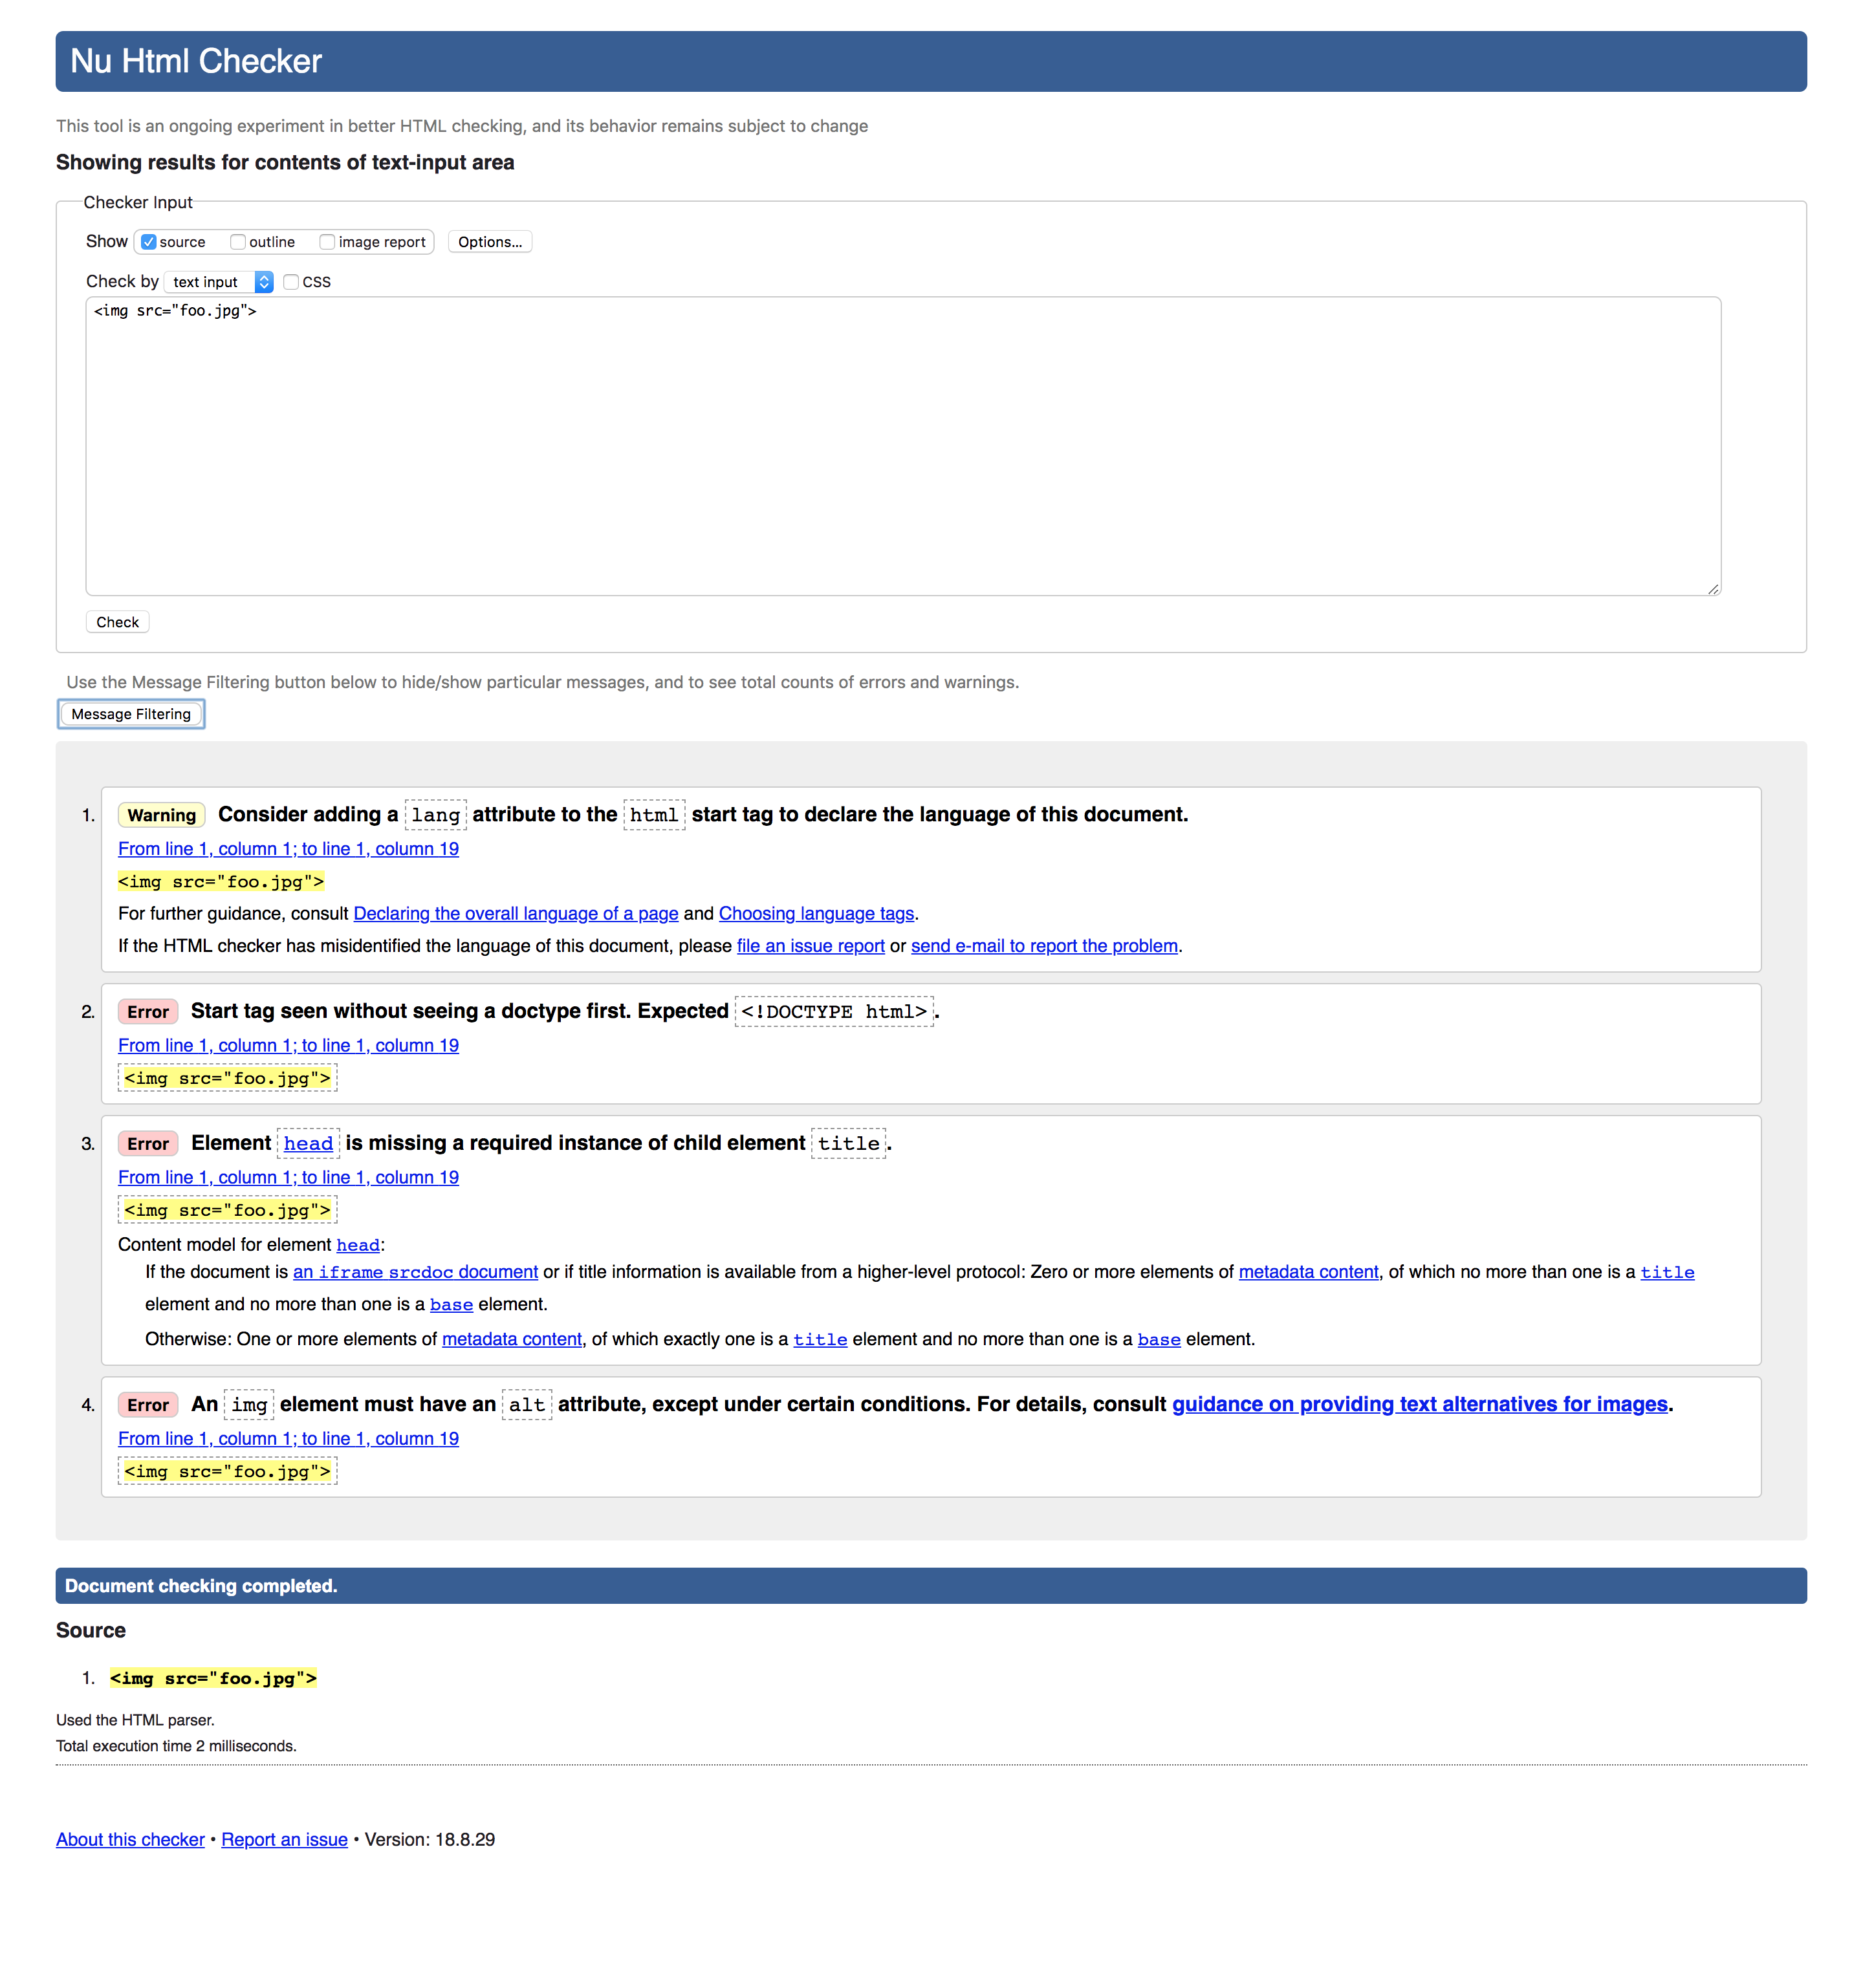 Nu Html Checker
This tool is an ongoing experiment in better HTML checking, and its behavior remains subject to change
Showing results for contents of text-input area
Checker Input
Show source outline image report Options...
Check by text input CSS
<img src="foo.jpg">
Check
Use the Message Filtering button below to hide/show particular messages, and to see total counts of errors and warnings.
Message Filtering
1. Warning Consider adding a lang attribute to the html start tag to declare the language of this document.
From line 1, column 1; to line 1, column 19
<img src="foo.jpg">
For further guidance, consult Declaring the overall language of a page and Choosing language tags.
If the HTML checker has misidentified the language of this document, please file an issue report or send e-mail to report the problem.
2. Error Start tag seen without seeing a doctype first. Expected <!DOCTYPE html>.
From line 1, column 1; to line 1, column 19
<img src="foo.jpg">
3. Error Element head is missing a required instance of child element title.
From line 1, column 1; to line 1, column 19
<img src="foo.jpg">
Content model for element head:
If the document is an iframe srcdoc document or if title information is available from a higher-level protocol: Zero or more elements of metadata content, of which no more than one is a title
element and no more than one is a base element.
Otherwise: One or more elements of metadata content, of which exactly one is a title element and no more than one is a base element.
4. Error An img element must have an alt attribute, except under certain conditions. For details, consult guidance on providing text alternatives for images.
From line 1, column 1; to line 1, column 19
<img src="foo.jpg">
Document checking completed.
Source
1. <img src="foo.jpg">
Used the HTML parser.
Total execution time 2 milliseconds.
About this checker • Report an issue • Version: 18.8.29